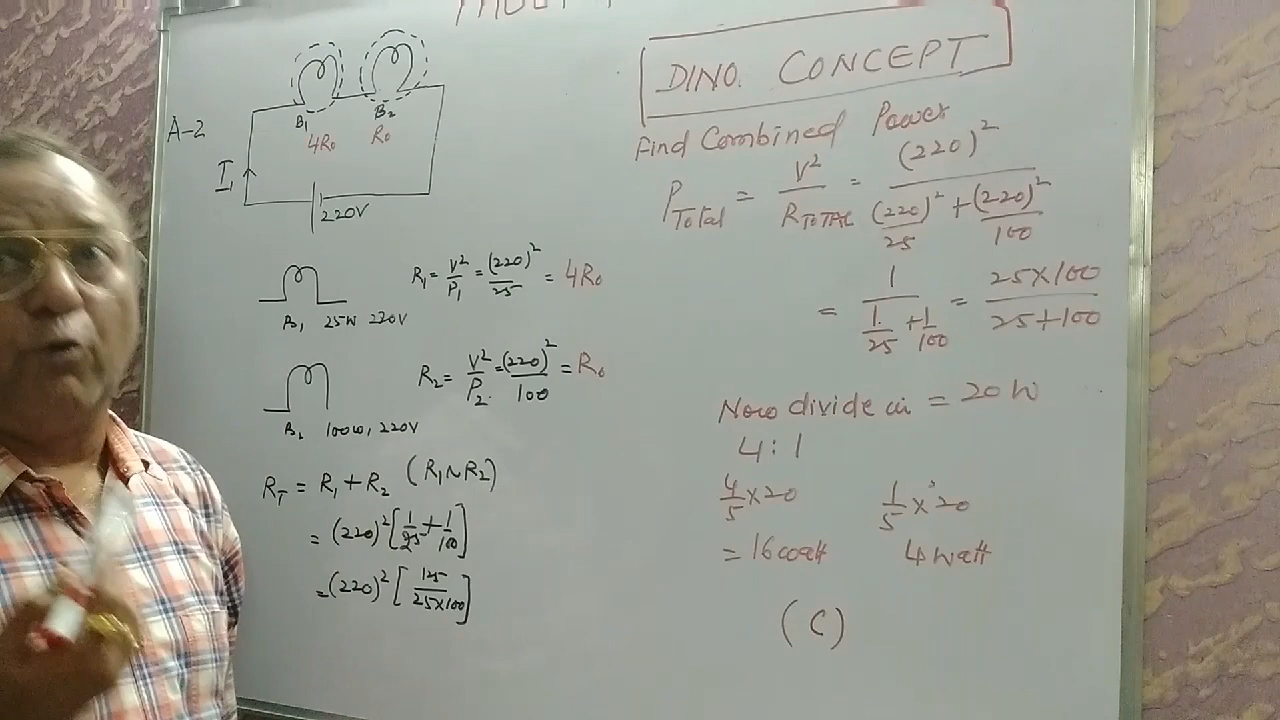 A-2
B₁
B₂
4R₀
R₀
I₁
220V
B₁ 25W 220V
R₁ = V²/P₁ = (220)²/25 = 4R₀
B₂ 100W, 220V
R₂ = V²/P₂ = (220)²/100 = R₀
R_T = R₁ + R₂ (R₁ ~ R₂)
= (220)² [1/25 + 1/100]
= (220)² [125/25×100]
DINO. CONCEPT
Find Combined Power
P_Total = V²/R_TOTAL = (220)²/((220)²/25 + (220)²/100)
= 1/(1/25 + 1/100) = 25×100/25+100
Now divide in = 20W
4:1
4/5 × 20
1/5 × 20
= 16 watt
4 watt
(C)